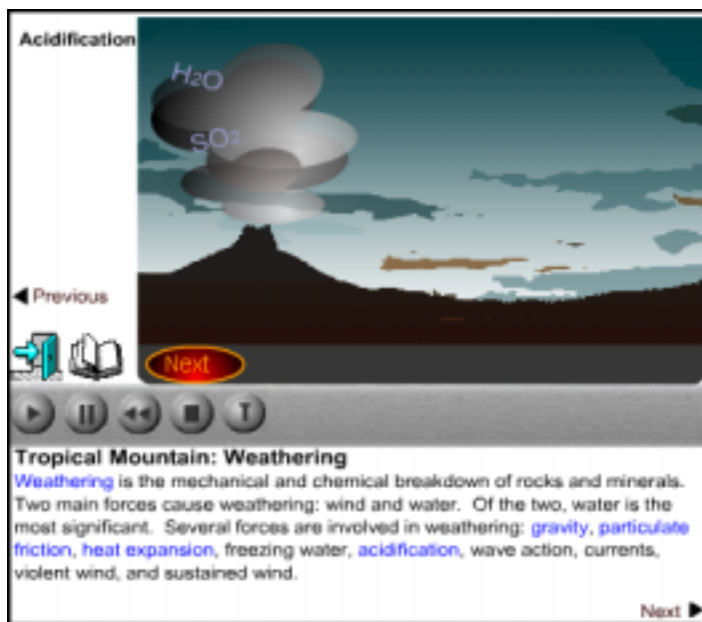 Acidification
H2O
SO2
Previous
Next
T
Tropical Mountain: Weathering
Weathering is the mechanical and chemical breakdown of rocks and minerals.
Two main forces cause weathering: wind and water. Of the two, water is the
most significant. Several forces are involved in weathering: gravity, particulate
friction, heat expansion, freezing water, acidification, wave action, currents,
violent wind, and sustained wind.
Next